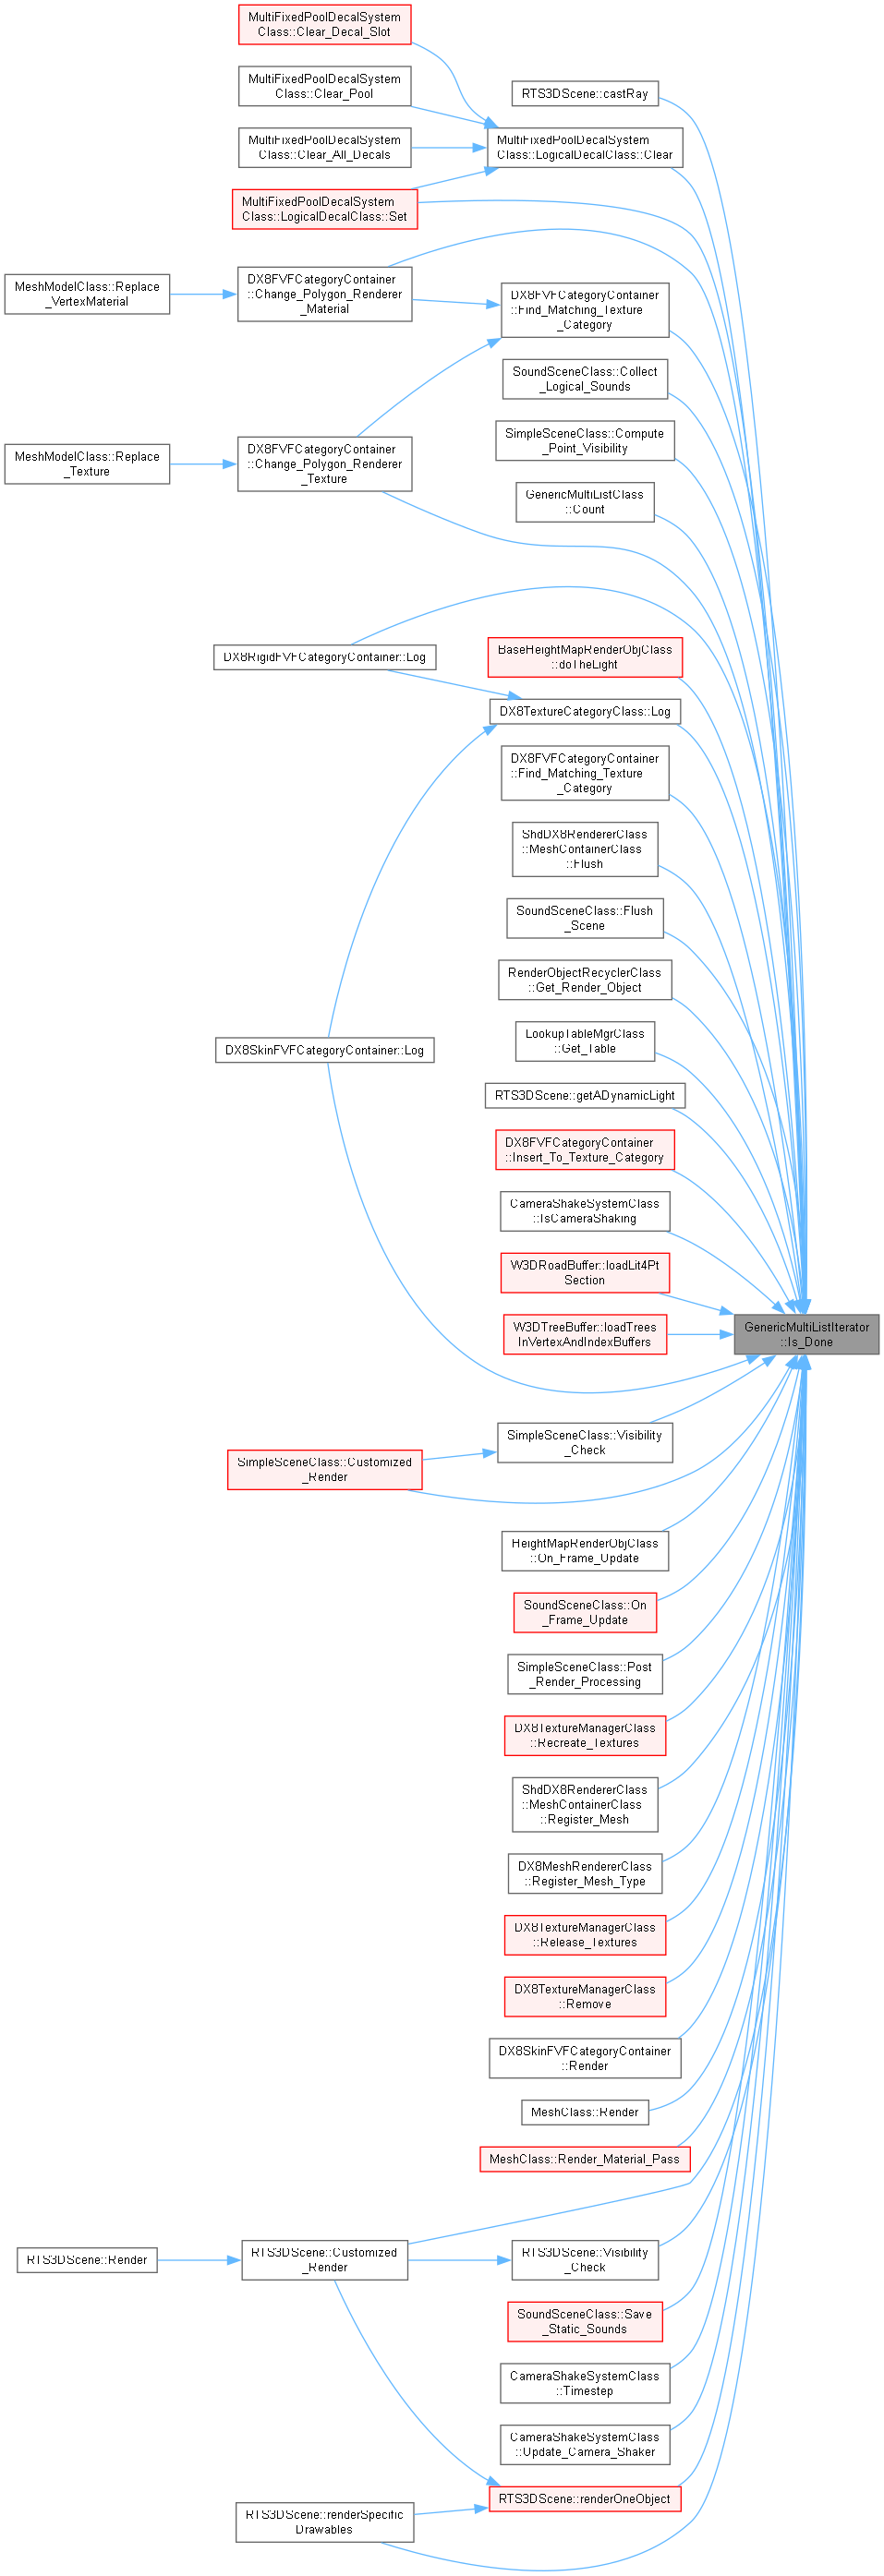 MultiFixedPoolDecalSystem
Class::Clear_Decal_Slot
MultiFixedPoolDecalSystem
Class::Clear_Pool
RTS3DScene::castRay
MultiFixedPoolDecalSystem
Class::Clear_All_Decals
MultiFixedPoolDecalSystem
Class::LogicalDecalClass::Clear
MultiFixedPoolDecalSystem
Class::LogicalDecalClass::Set
MeshModelClass::Replace
_VertexMaterial
DX8FVFCategoryContainer
::Change_Polygon_Renderer
_Material
DX8FVFCategoryContainer
::Find_Matching_Texture
_Category
SoundSceneClass::Collect
_Logical_Sounds
SimpleSceneClass::Compute
_Point_Visibility
MeshModelClass::Replace
_Texture
DX8FVFCategoryContainer
::Change_Polygon_Renderer
_Texture
GenericMultiListClass
::Count
DX8RigidFVFCategoryContainer::Log
BaseHeightMapRenderObjClass
::doTheLight
DX8TextureCategoryClass::Log
DX8FVFCategoryContainer
::Find_Matching_Texture
_Category
ShdDX8RendererClass
::MeshContainerClass
::Flush
SoundSceneClass::Flush
_Scene
RenderObjectRecyclerClass
::Get_Render_Object
LookupTableMgrClass
::Get_Table
DX8SkinFVFCategoryContainer::Log
RTS3DScene::getADynamicLight
DX8FVFCategoryContainer
::Insert_To_Texture_Category
CameraShakeSystemClass
::IsCameraShaking
W3DRoadBuffer::loadLit4Pt
Section
W3DTreeBuffer::loadTrees
InVertexAndIndexBuffers
GenericMultiListIterator
::Is_Done
SimpleSceneClass::Visibility
_Check
SimpleSceneClass::Customized
_Render
HeightMapRenderObjClass
::On_Frame_Update
SoundSceneClass::On
_Frame_Update
SimpleSceneClass::Post
_Render_Processing
DX8TextureManagerClass
::Recreate_Textures
ShdDX8RendererClass
::MeshContainerClass
::Register_Mesh
DX8MeshRendererClass
::Register_Mesh_Type
DX8TextureManagerClass
::Release_Textures
DX8TextureManagerClass
::Remove
DX8SkinFVFCategoryContainer
::Render
MeshClass::Render
MeshClass::Render_Material_Pass
RTS3DScene::Render
RTS3DScene::Customized
_Render
RTS3DScene::Visibility
_Check
SoundSceneClass::Save
_Static_Sounds
CameraShakeSystemClass
::Timestep
CameraShakeSystemClass
::Update_Camera_Shaker
RTS3DScene::renderOneObject
RTS3DScene::renderSpecific
Drawables